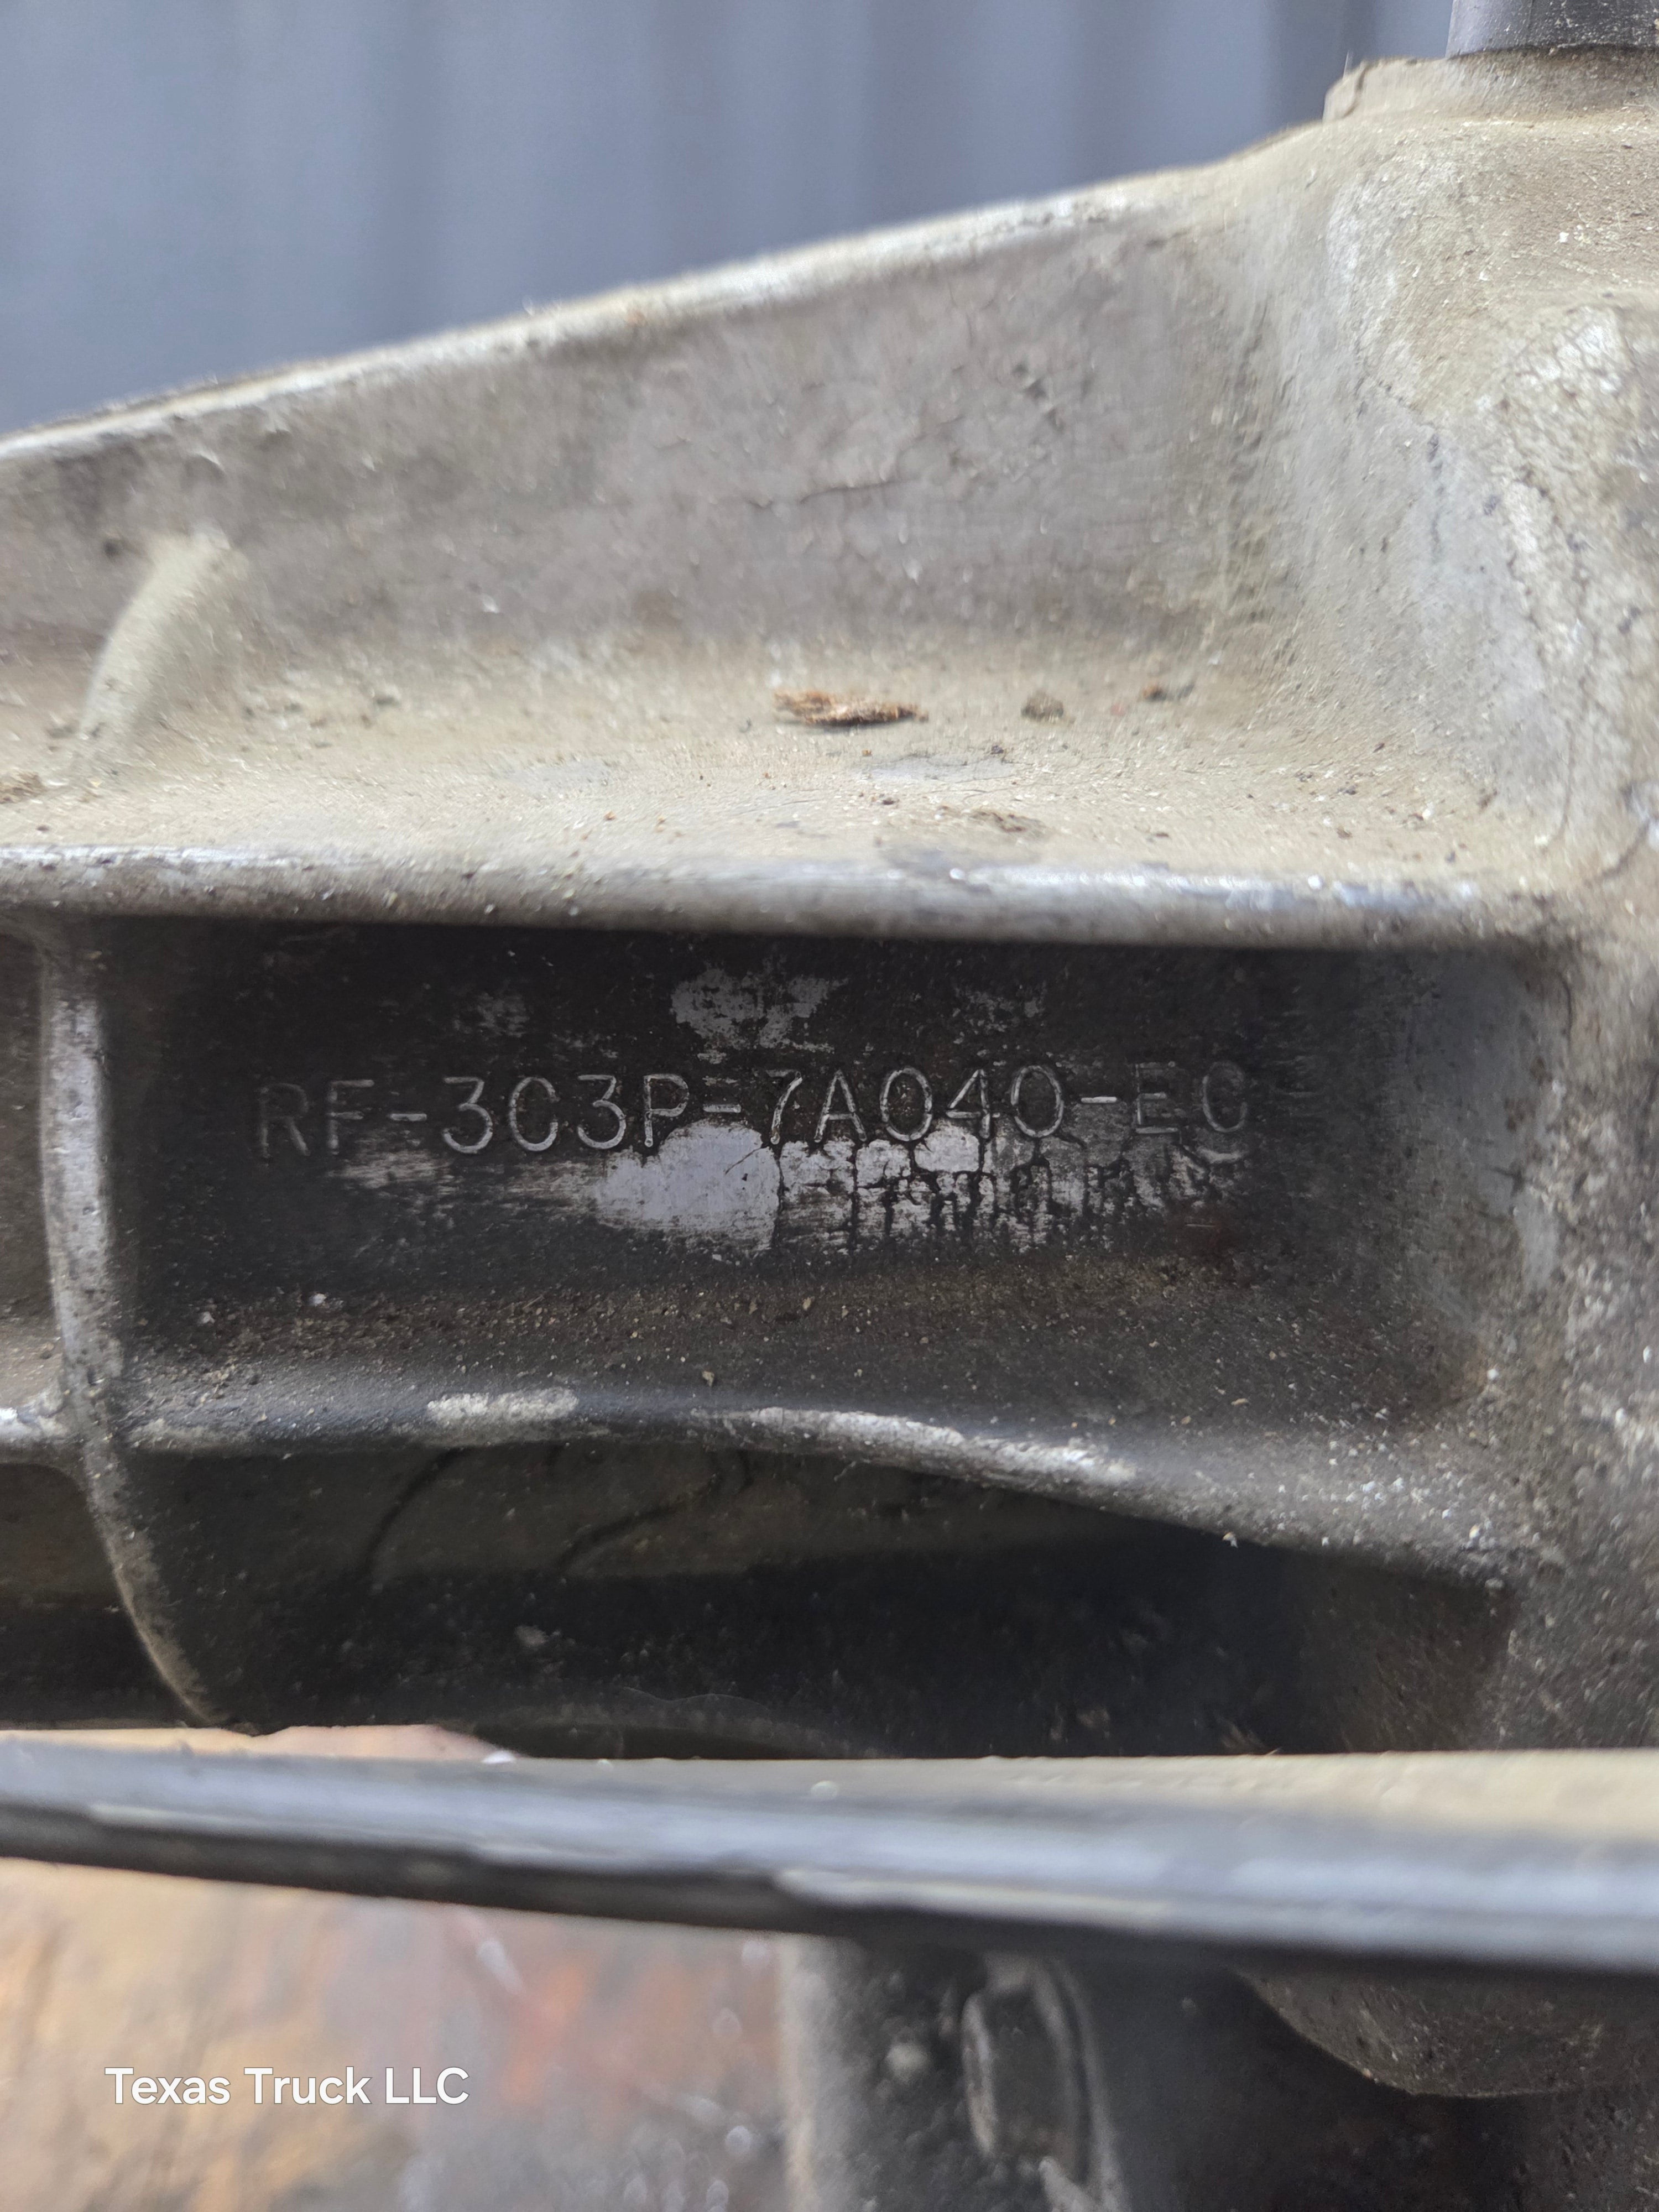 RF-3C3P-7A040-EC
Texas Truck LLC